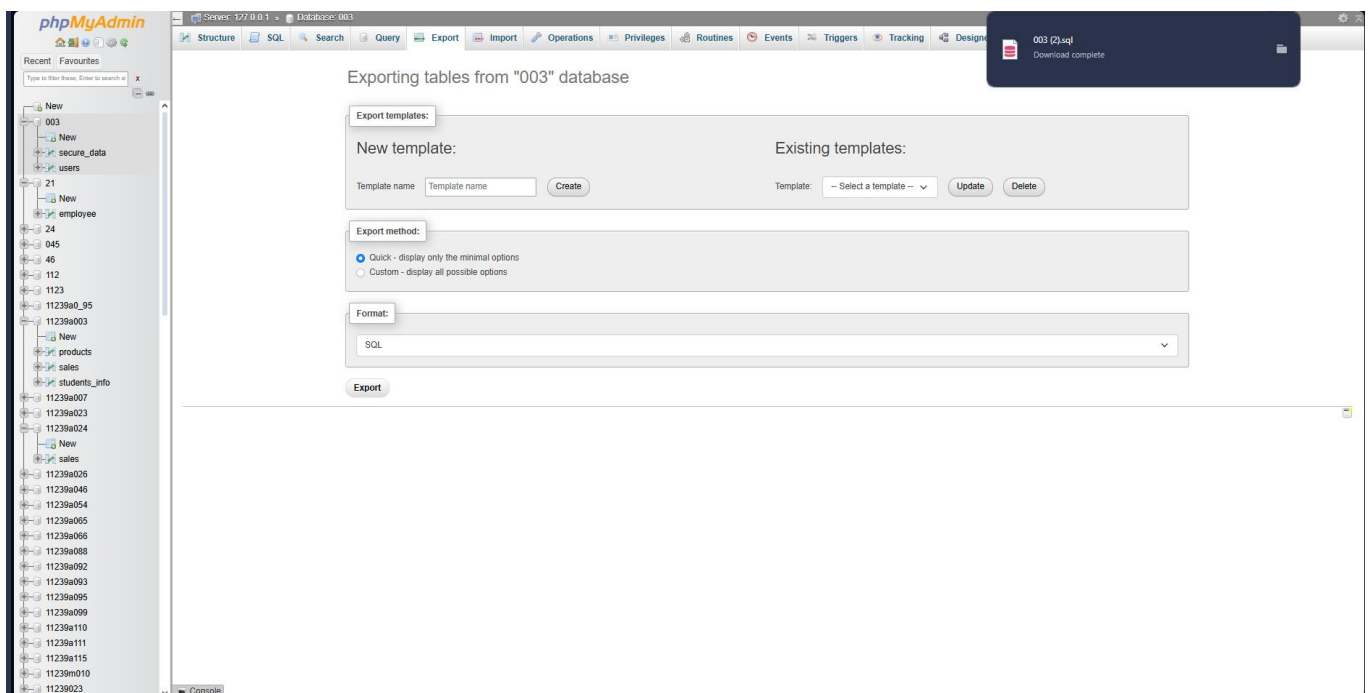 phpMyAdmin
Recent Favourites
Type to filter these, Enter to search al X
New
003
New
secure_data
users
21
New
employee
24
045
46
112
1123
11239a0_95
11239a003
New
products
sales
students_info
11239a007
11239a023
11239a024
New
sales
11239a026
11239a046
11239a054
11239a065
11239a066
11239a088
11239a092
11239a093
11239a095
11239a099
11239a110
11239a111
11239a115
11239m010
11239023
Server: 127.0.0.1 » Database: 003
Structure SQL Search Query Export Import Operations Privileges Routines Events Triggers Tracking Designe
003 (2).sql
Download complete
Exporting tables from "003" database
Export templates:
New template: Existing templates:
Template name Template name Create Template: -- Select a template -- Update Delete
Export method:
Quick - display only the minimal options
Custom - display all possible options
Format:
SQL
Export
Console